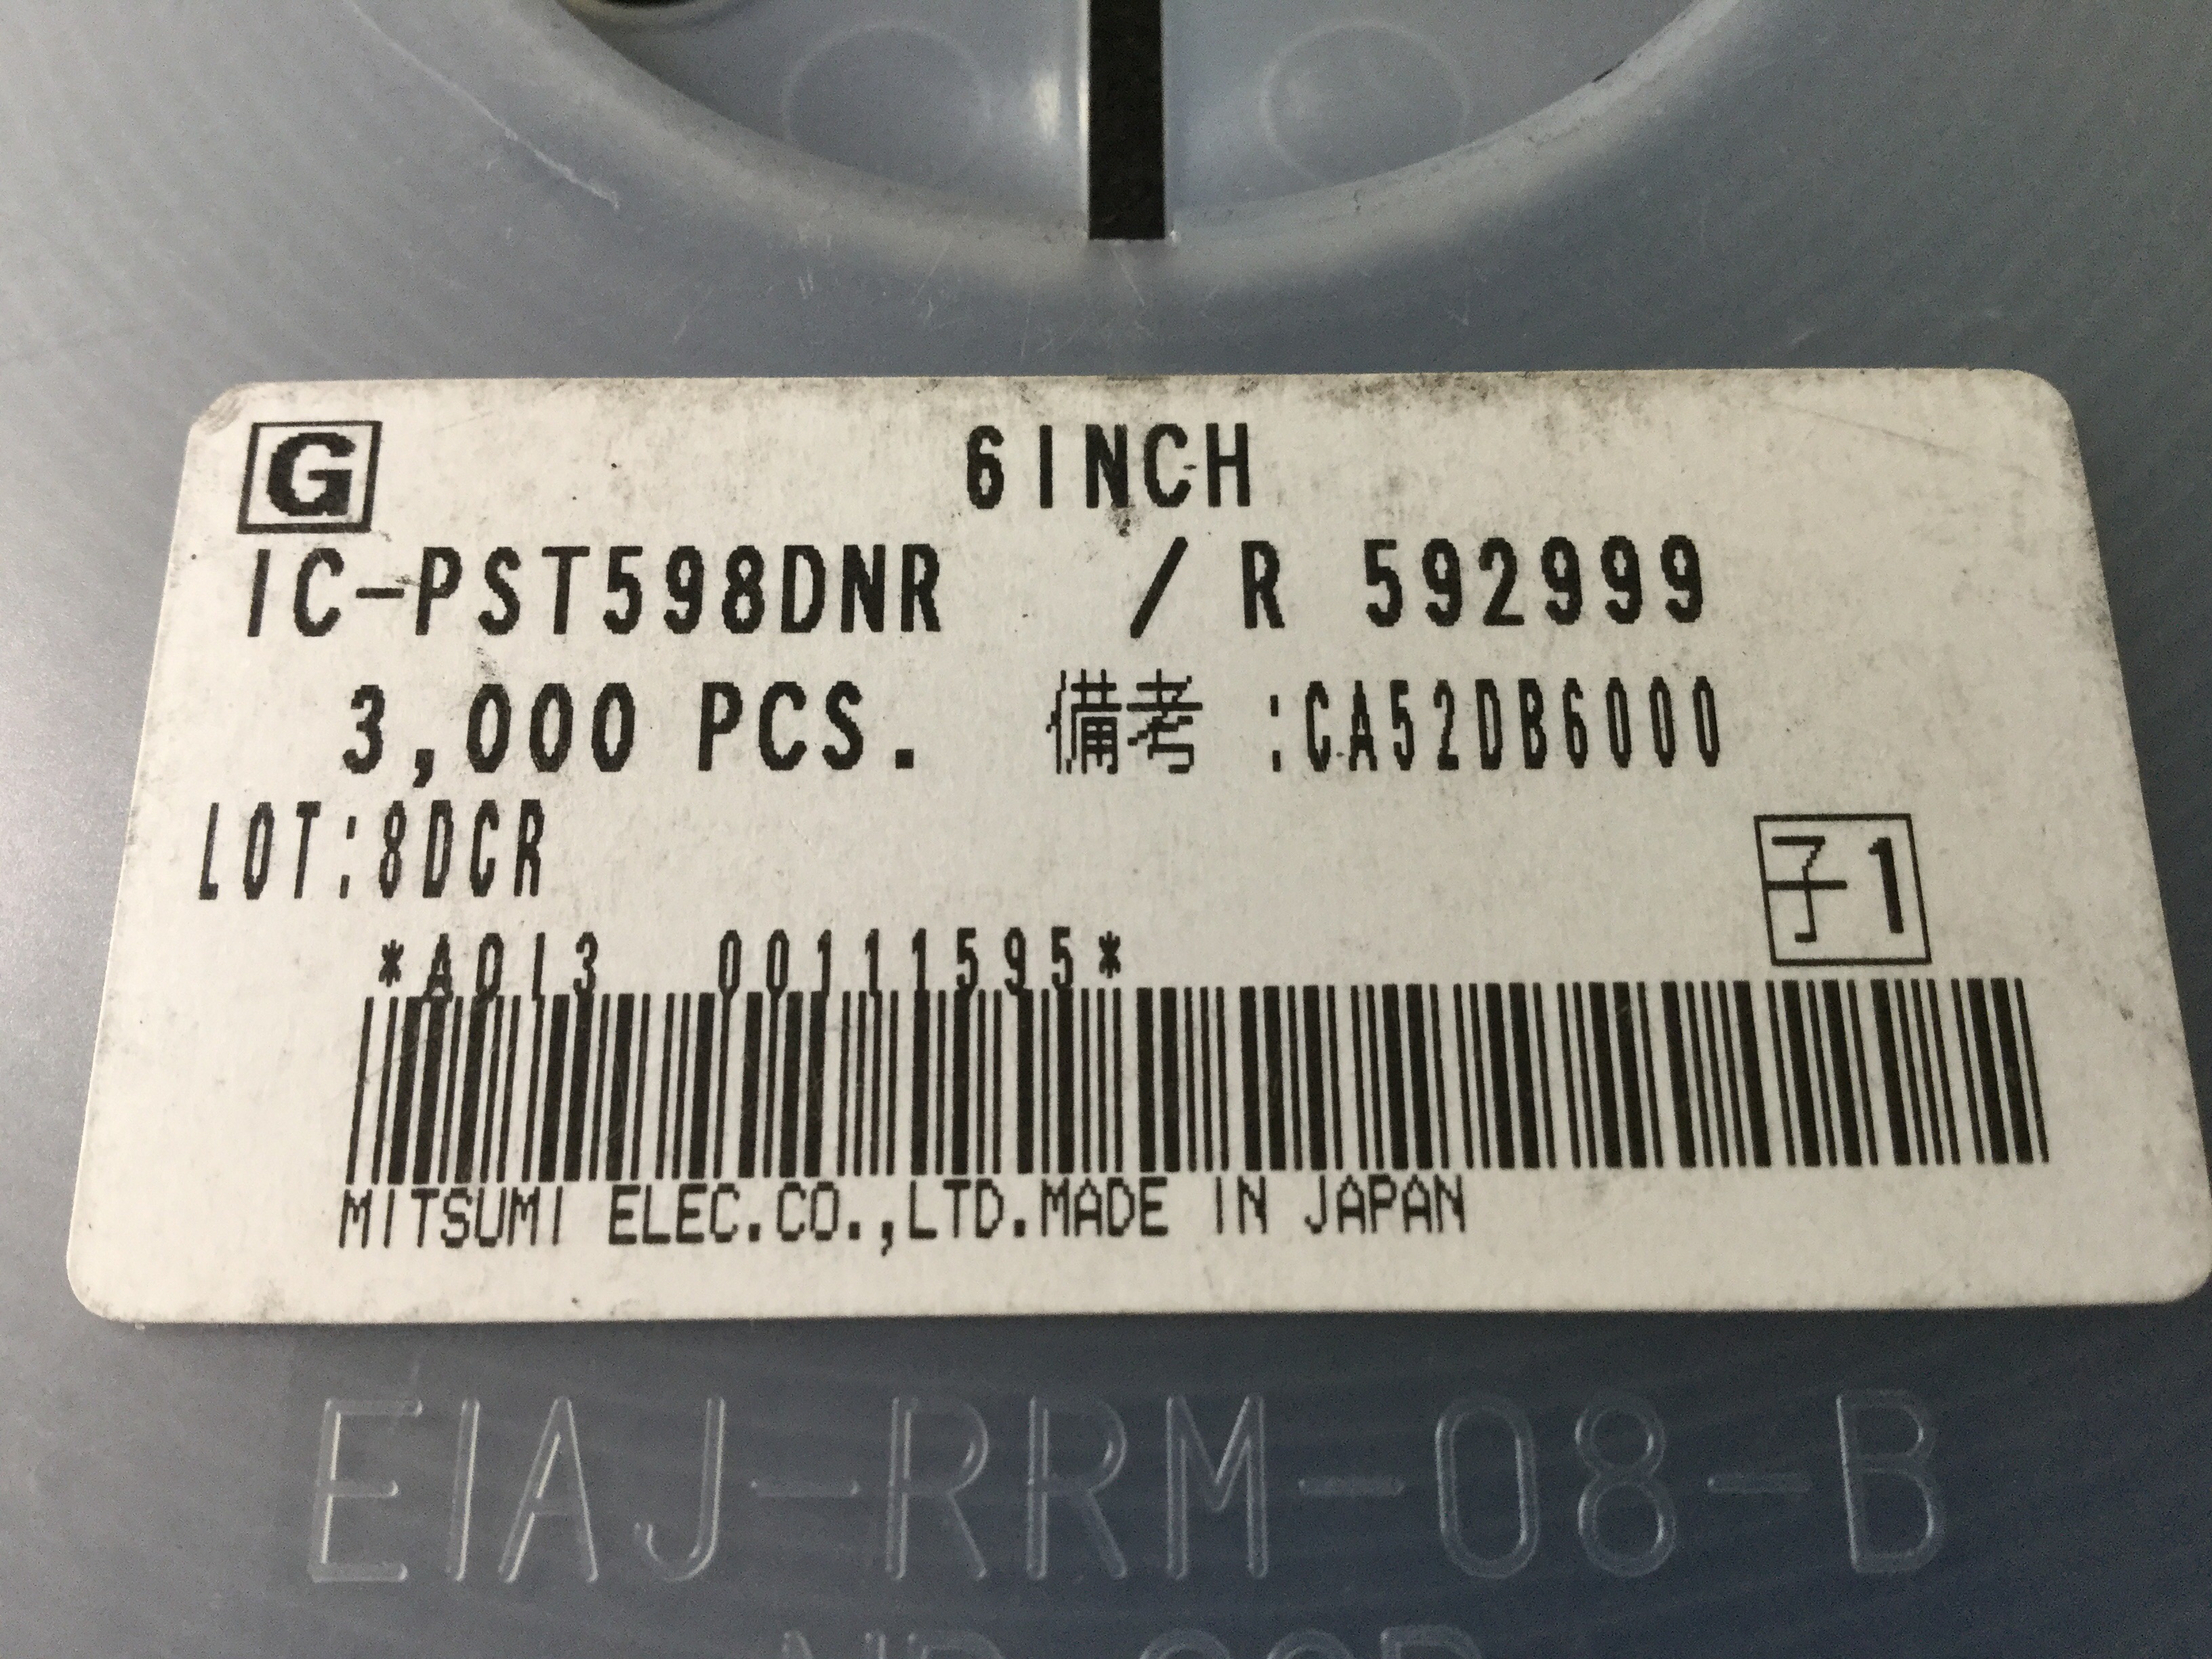 G 6INCH
IC-PST598DNR / R 592999
3,000 PCS. 備考 :CA52DB6000
LOT:8DCR
子1
*A0I3 00111595*
MITSUMI ELEC.CO.,LTD.MADE IN JAPAN
EIAJ-RRM-08-B